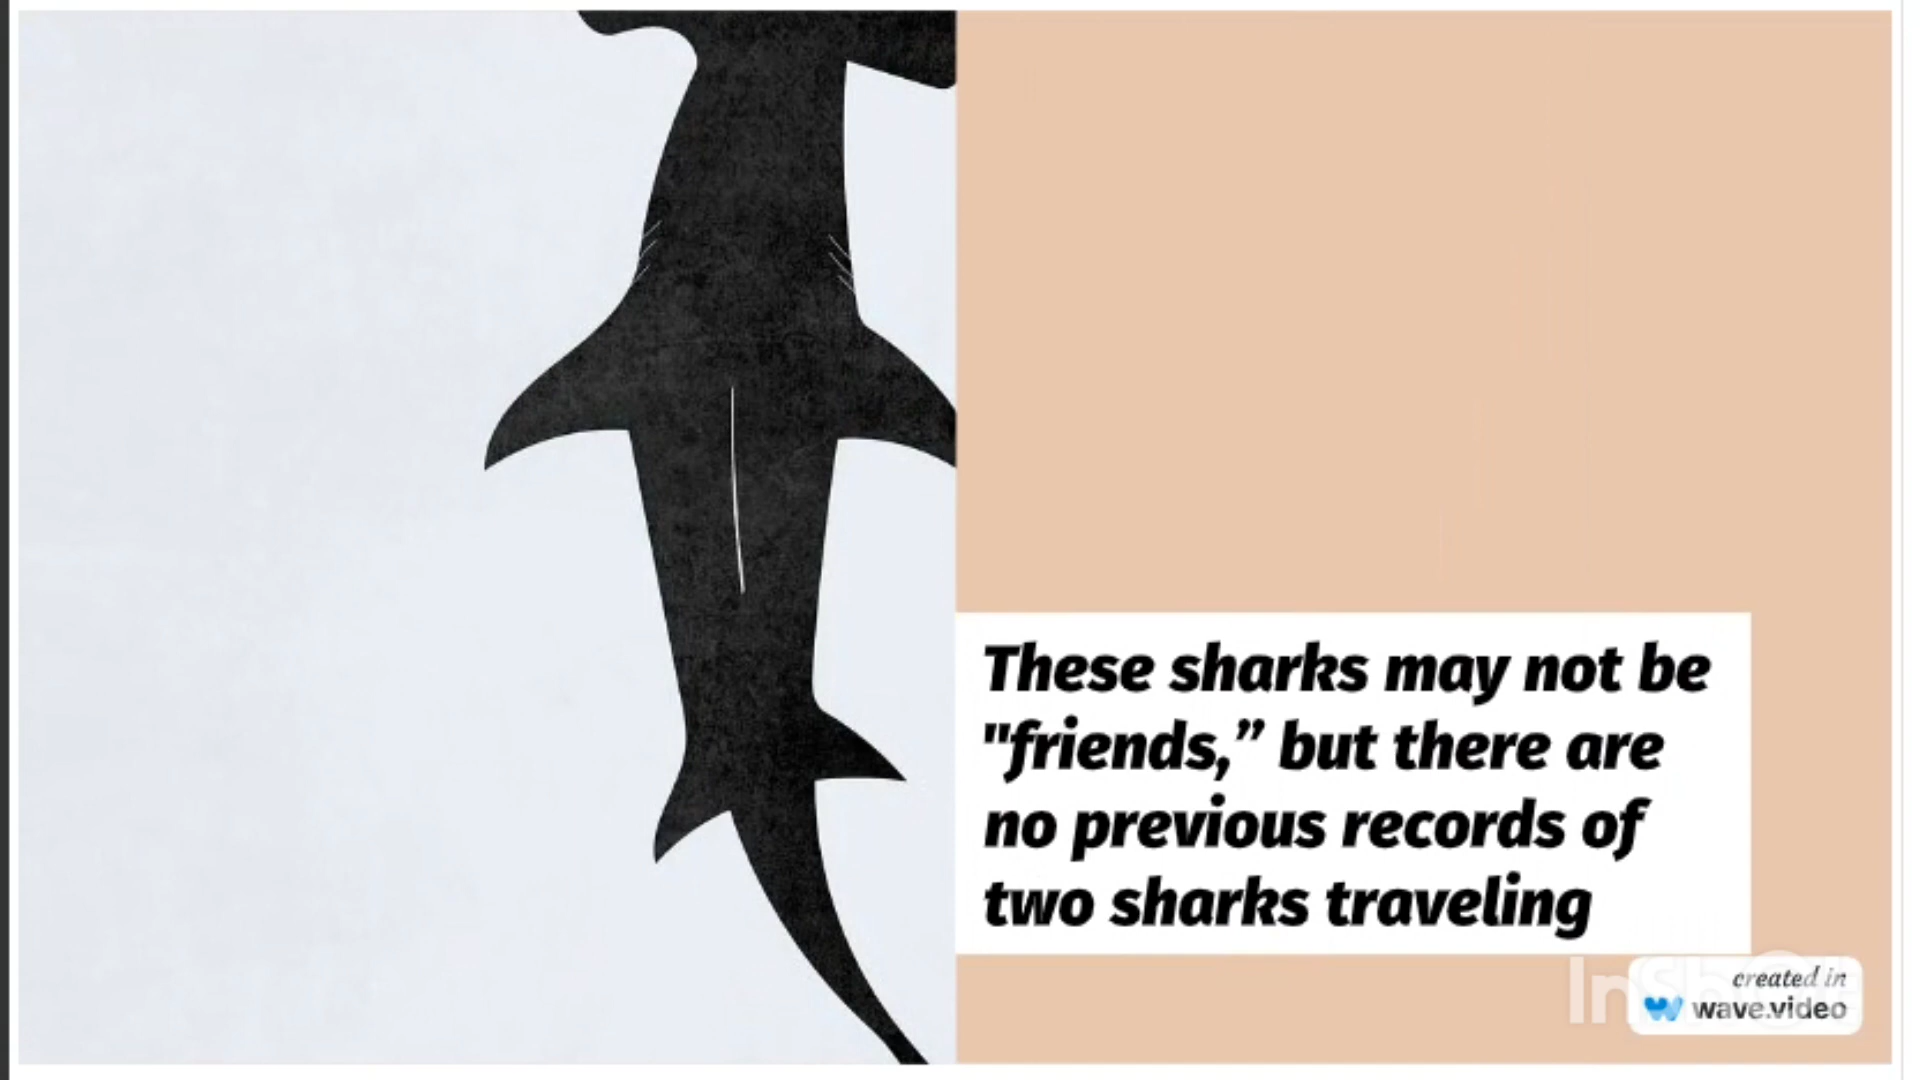 These sharks may not be
"friends,” but there are
no previous records of
two sharks traveling
created in
wave.video
InShOt